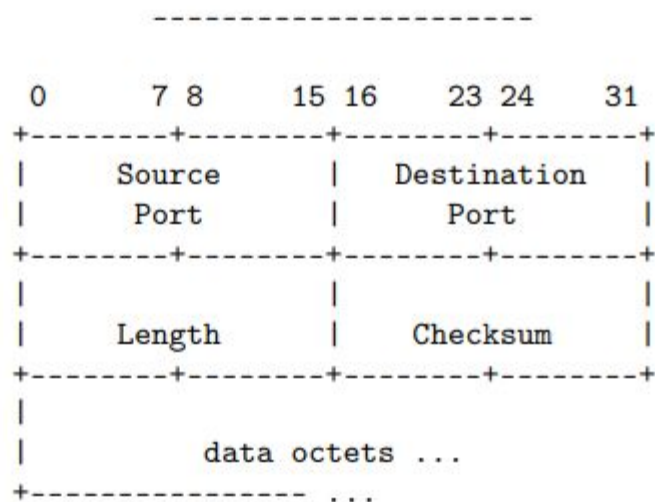 ----------------------
0      7 8     15 16    23 24    31
+--------+--------+--------+--------+
|     Source      |   Destination   |
|      Port       |      Port       |
+--------+--------+--------+--------+
|                 |                 |
|     Length      |    Checksum     |
+--------+--------+--------+--------+
|
|          data octets ...
+---------------- ...